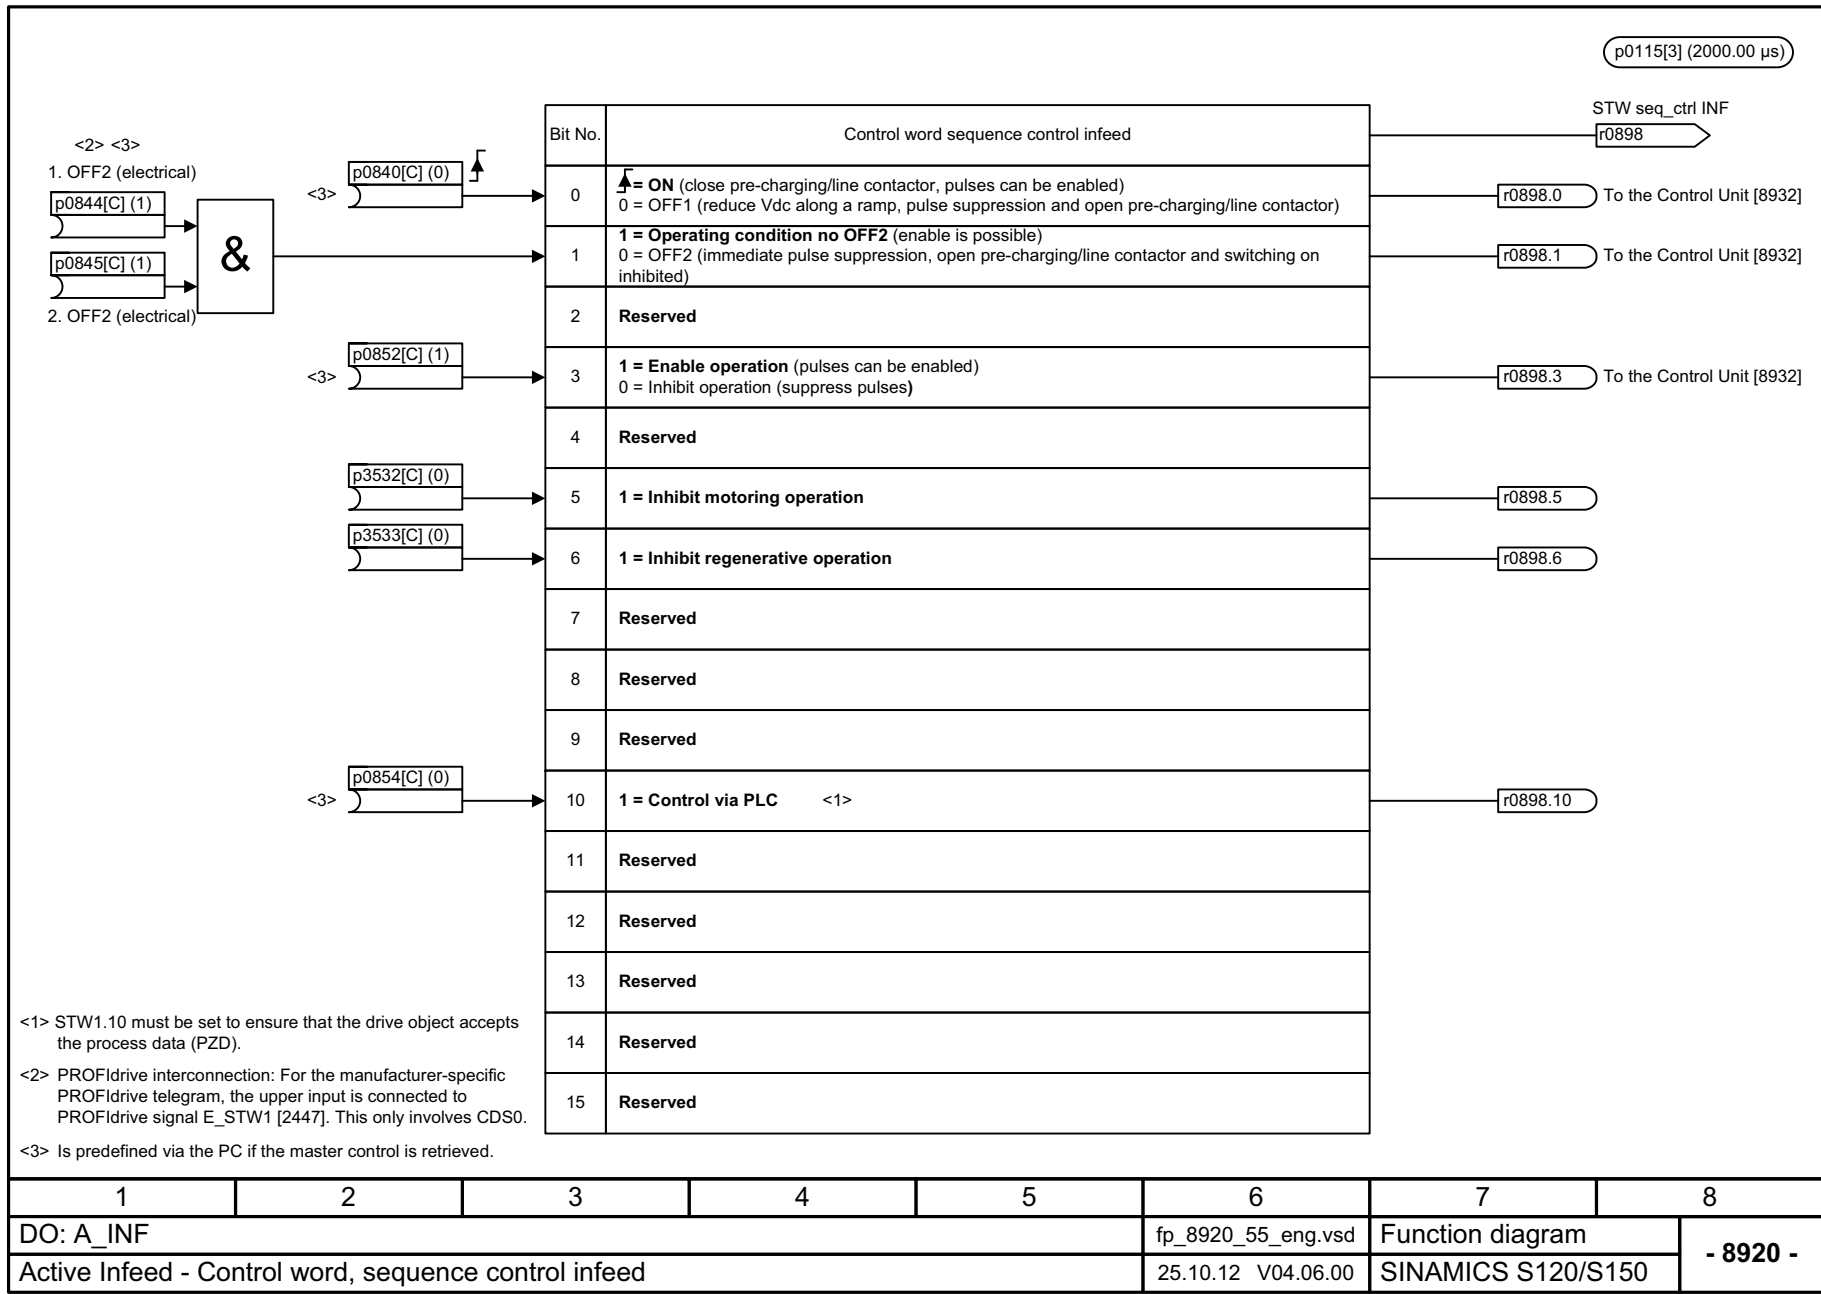 p0115[3] (2000.00 µs)
STW seq_ctrl INF
r0898
Bit No. Control word sequence control infeed
<2> <3>
1. OFF2 (electrical)
p0844[C] (1)
p0845[C] (1)
&
2. OFF2 (electrical)
<3> p0840[C] (0)
0 = ON (close pre-charging/line contactor, pulses can be enabled)
0 = OFF1 (reduce Vdc along a ramp, pulse suppression and open pre-charging/line contactor)
r0898.0 To the Control Unit [8932]
1 1 = Operating condition no OFF2 (enable is possible)
0 = OFF2 (immediate pulse suppression, open pre-charging/line contactor and switching on
inhibited)
r0898.1 To the Control Unit [8932]
2 Reserved
<3> p0852[C] (1)
3 1 = Enable operation (pulses can be enabled)
0 = Inhibit operation (suppress pulses)
r0898.3 To the Control Unit [8932]
4 Reserved
p3532[C] (0)
5 1 = Inhibit motoring operation
r0898.5
p3533[C] (0)
6 1 = Inhibit regenerative operation
r0898.6
7 Reserved
8 Reserved
9 Reserved
<3> p0854[C] (0)
10 1 = Control via PLC <1>
r0898.10
11 Reserved
12 Reserved
13 Reserved
14 Reserved
15 Reserved
<1> STW1.10 must be set to ensure that the drive object accepts
the process data (PZD).
<2> PROFIdrive interconnection: For the manufacturer-specific
PROFIdrive telegram, the upper input is connected to
PROFIdrive signal E_STW1 [2447]. This only involves CDS0.
<3> Is predefined via the PC if the master control is retrieved.
1 2 3 4 5 6 7 8
DO: A_INF fp_8920_55_eng.vsd Function diagram
- 8920 -
Active Infeed - Control word, sequence control infeed 25.10.12 V04.06.00 SINAMICS S120/S150